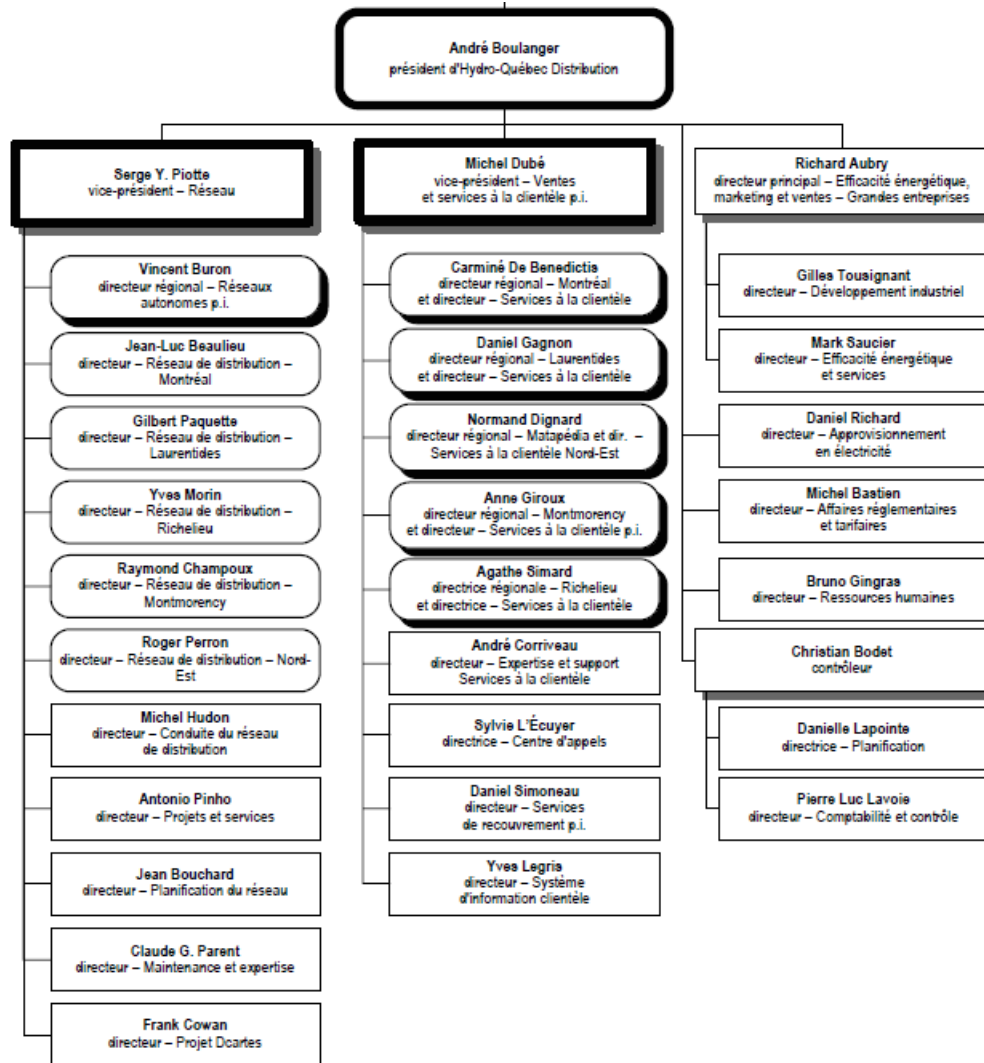 André Boulanger
président d'Hydro-Québec Distribution
Serge Y. Piotte
vice-président – Réseau
Vincent Buron
directeur régional – Réseaux
autonomes p.i.
Jean-Luc Beaulieu
directeur – Réseau de distribution –
Montréal
Gilbert Paquette
directeur – Réseau de distribution –
Laurentides
Yves Morin
directeur – Réseau de distribution –
Richelieu
Raymond Champoux
directeur – Réseau de distribution –
Montmorency
Roger Perron
directeur – Réseau de distribution – Nord-
Est
Michel Hudon
directeur – Conduite du réseau
de distribution
Antonio Pinho
directeur – Projets et services
Jean Bouchard
directeur – Planification du réseau
Claude G. Parent
directeur – Maintenance et expertise
Frank Cowan
directeur – Projet Dcartes
Michel Dubé
vice-président – Ventes
et services à la clientèle p.i.
Carminé De Benedictis
directeur régional – Montréal
et directeur – Services à la clientèle
Daniel Gagnon
directeur régional – Laurentides
et directeur – Services à la clientèle
Normand Dignard
directeur régional – Matapédia et dir. –
Services à la clientèle Nord-Est
Anne Giroux
directeur régional – Montmorency
et directeur – Services à la clientèle p.i.
Agathe Simard
directrice régionale – Richelieu
et directrice – Services à la clientèle
André Corriveau
directeur – Expertise et support
Services à la clientèle
Sylvie L'Écuyer
directrice – Centre d'appels
Daniel Simoneau
directeur – Services
de recouvrement p.i.
Yves Legris
directeur – Système
d'information clientèle
Richard Aubry
directeur principal – Efficacité énergétique,
marketing et ventes – Grandes entreprises
Gilles Tousignant
directeur – Développement industriel
Mark Saucier
directeur – Efficacité énergétique
et services
Daniel Richard
directeur – Approvisionnement
en électricité
Michel Bastien
directeur – Affaires réglementaires
et tarifaires
Bruno Gingras
directeur – Ressources humaines
Christian Bodet
contrôleur
Danielle Lapointe
directrice – Planification
Pierre Luc Lavoie
directeur – Comptabilité et contrôle